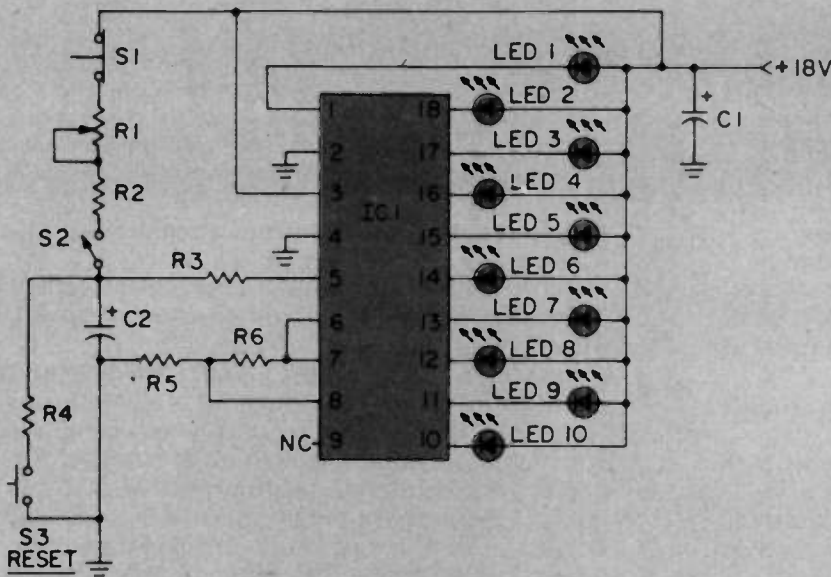 S1
R1
R2
S2
R3
C2
R5
R6
R4
S3
RESET
IC1
1
2
3
4
5
6
7
8
NC 9
18
17
16
15
14
13
12
11
10
LED 1
LED 2
LED 3
LED 4
LED 5
LED 6
LED 7
LED 8
LED 9
LED 10
+
+
C1
+18V